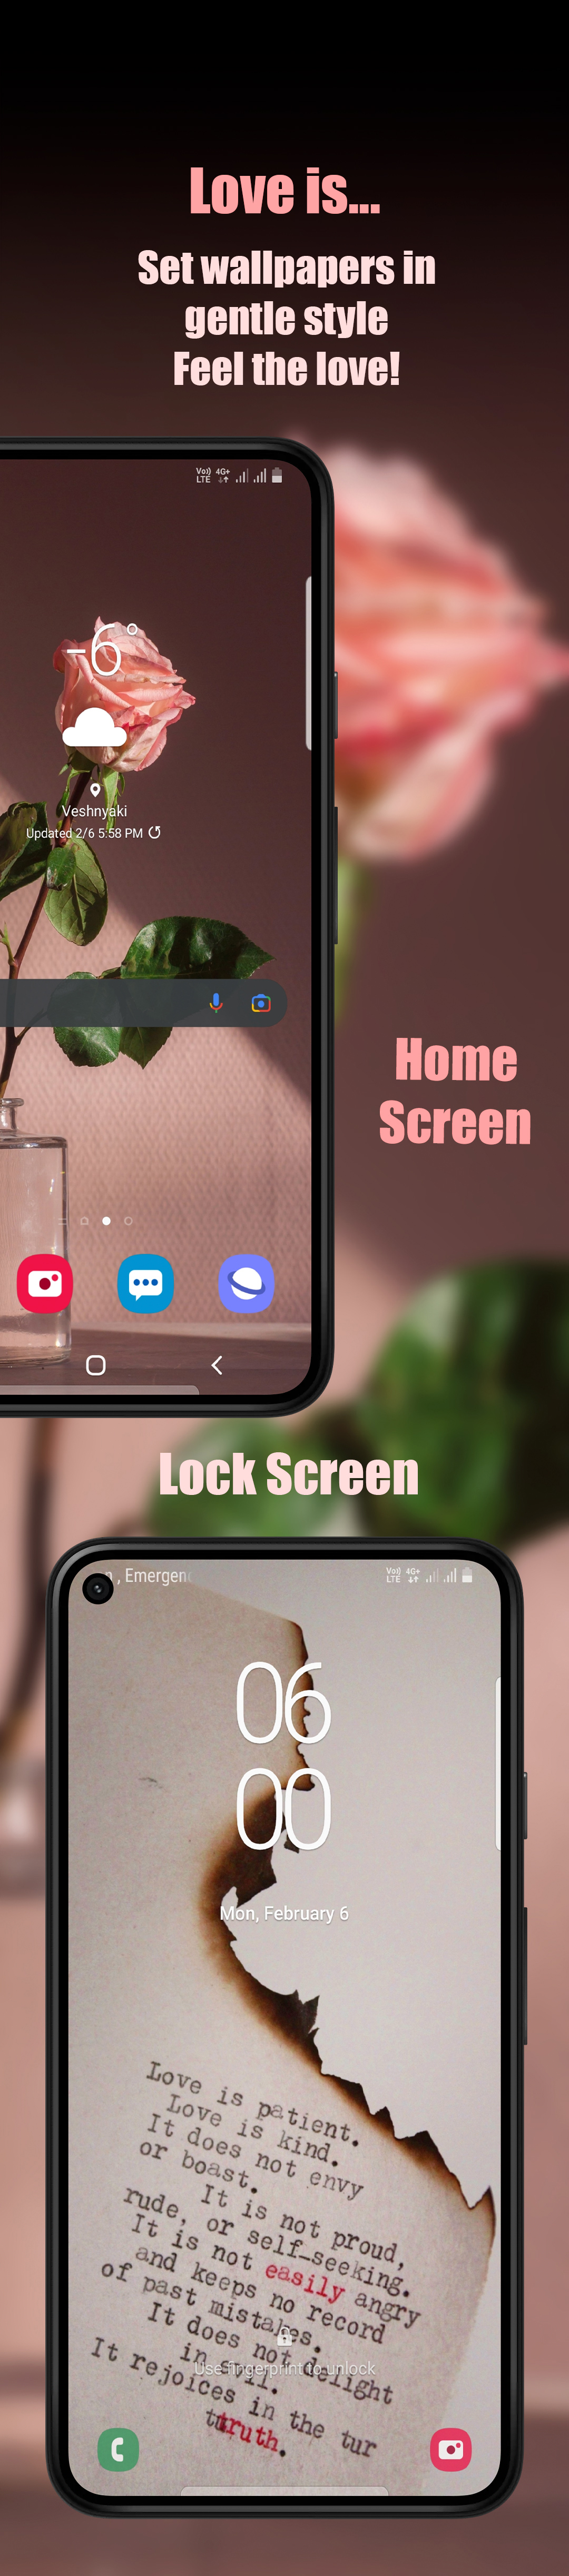 Love is...
Set wallpapers in
gentle style
Feel the love!
Vo))
LTE
4G+
-6°
Veshnyaki
Updated 2/6 5:58 PM
Home
Screen
Lock Screen
, Emergenc
Vo))
LTE
4G+
06
00
Mon, February 6
Love is patient.
Love is kind.
It does not envy
or boast.
It is not proud,
rude, or self-seeking.
It is not easily angry
and keeps no record
of past mistakes.
It does not delight
in evil.
Use fingerprint to unlock
It rejoices in the tur
truth.